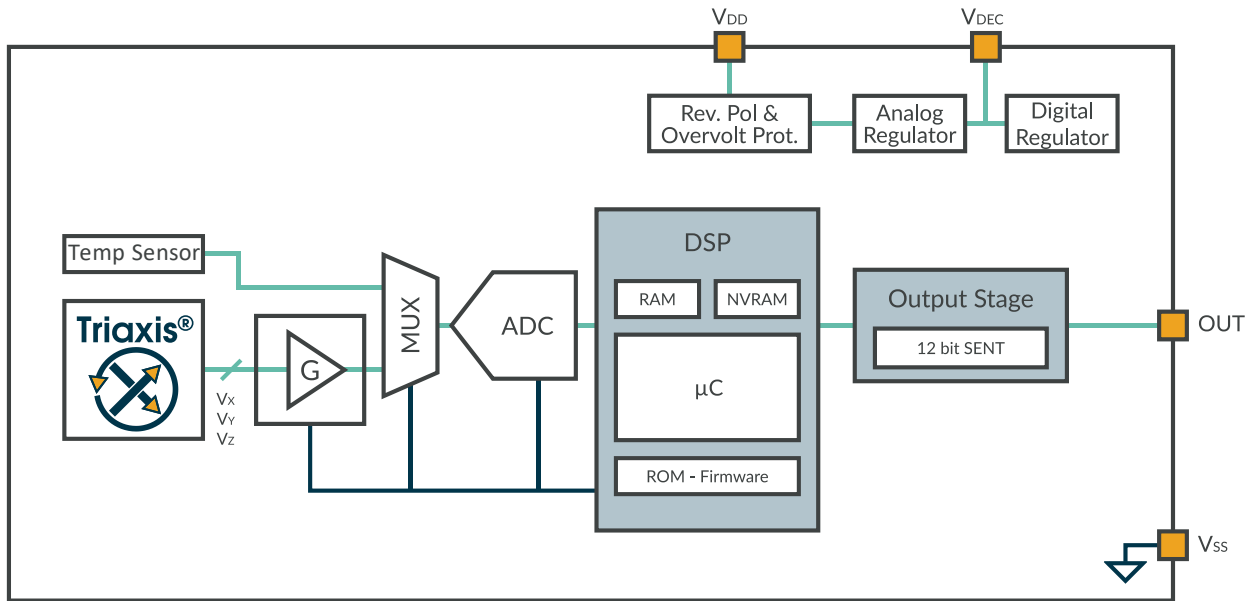 VDD
VDEC
Rev. Pol &
Overvolt Prot.
Analog
Regulator
Digital
Regulator
Temp Sensor
Triaxis®
VX
VY
VZ
G
MUX
ADC
DSP
RAM
NVRAM
µC
ROM - Firmware
Output Stage
12 bit SENT
OUT
VSS